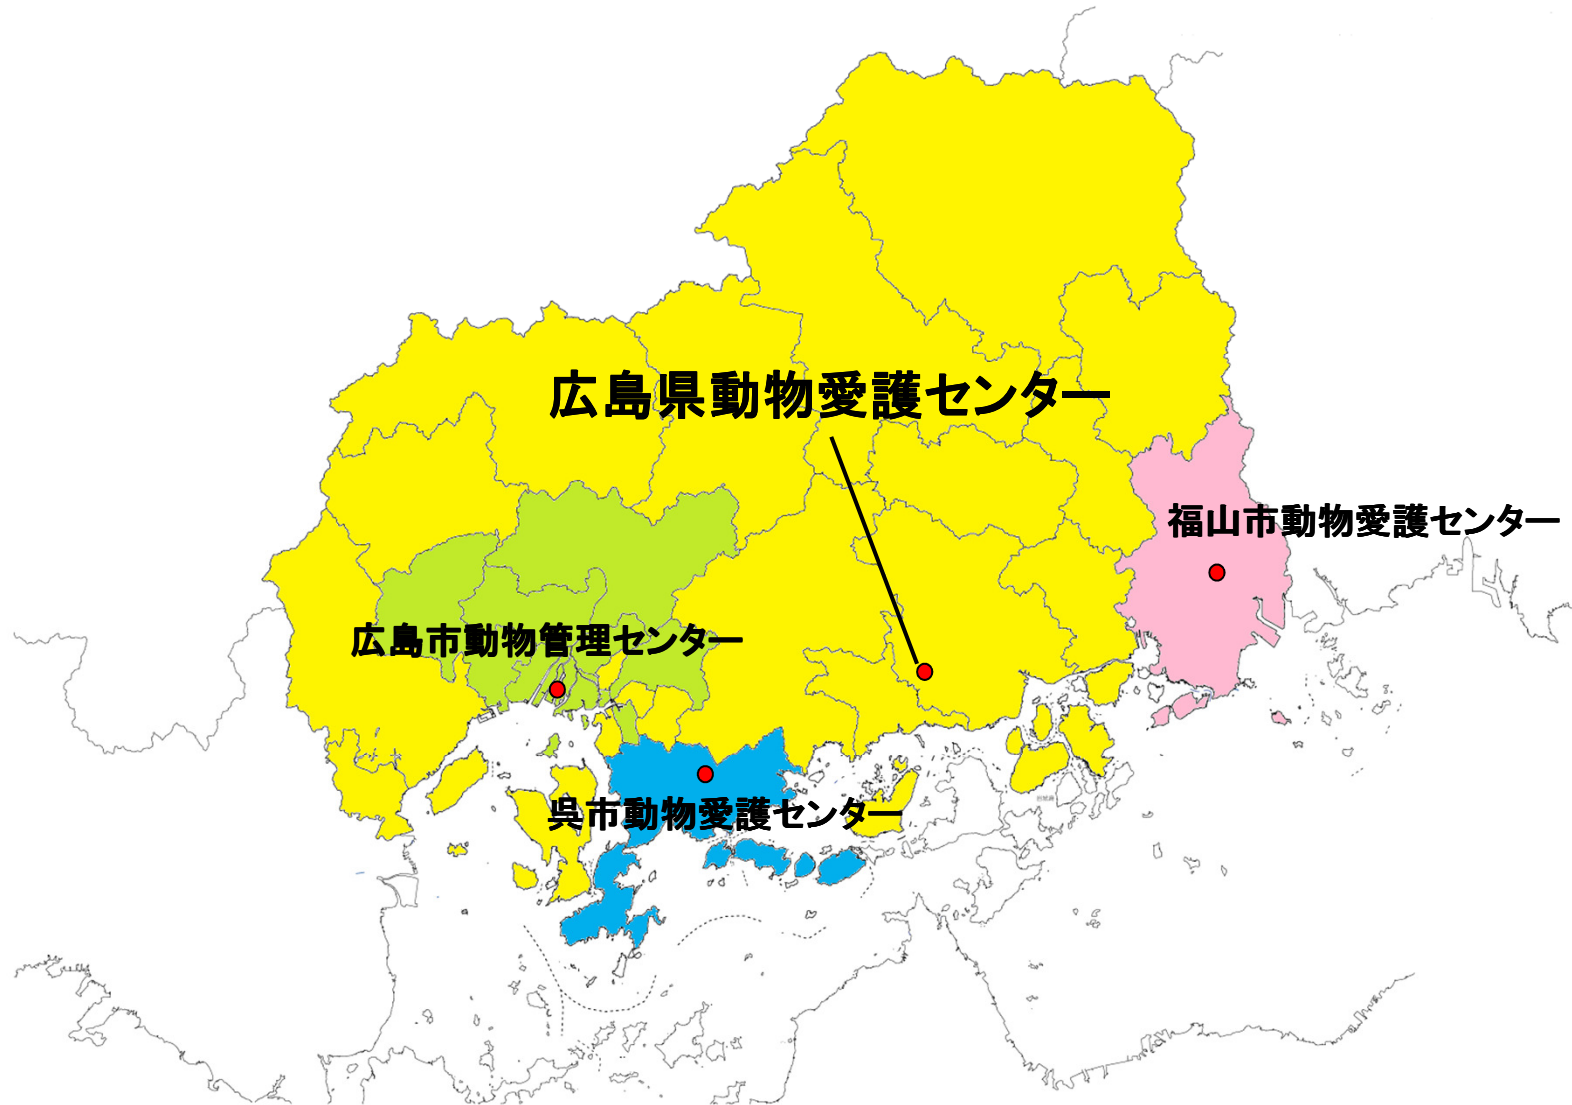 広島県動物愛護センター
福山市動物愛護センター
広島市動物管理センター
呉市動物愛護センター